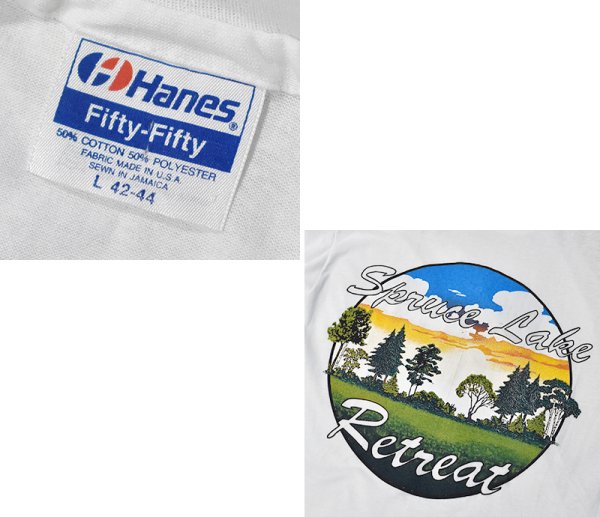 Hanes®
Fifty-Fifty
50% COTTON 50% POLYESTER
FABRIC MADE IN U.S.A
SEWN IN JAMAICA
L 42-44
Spruce Lake
Retreat